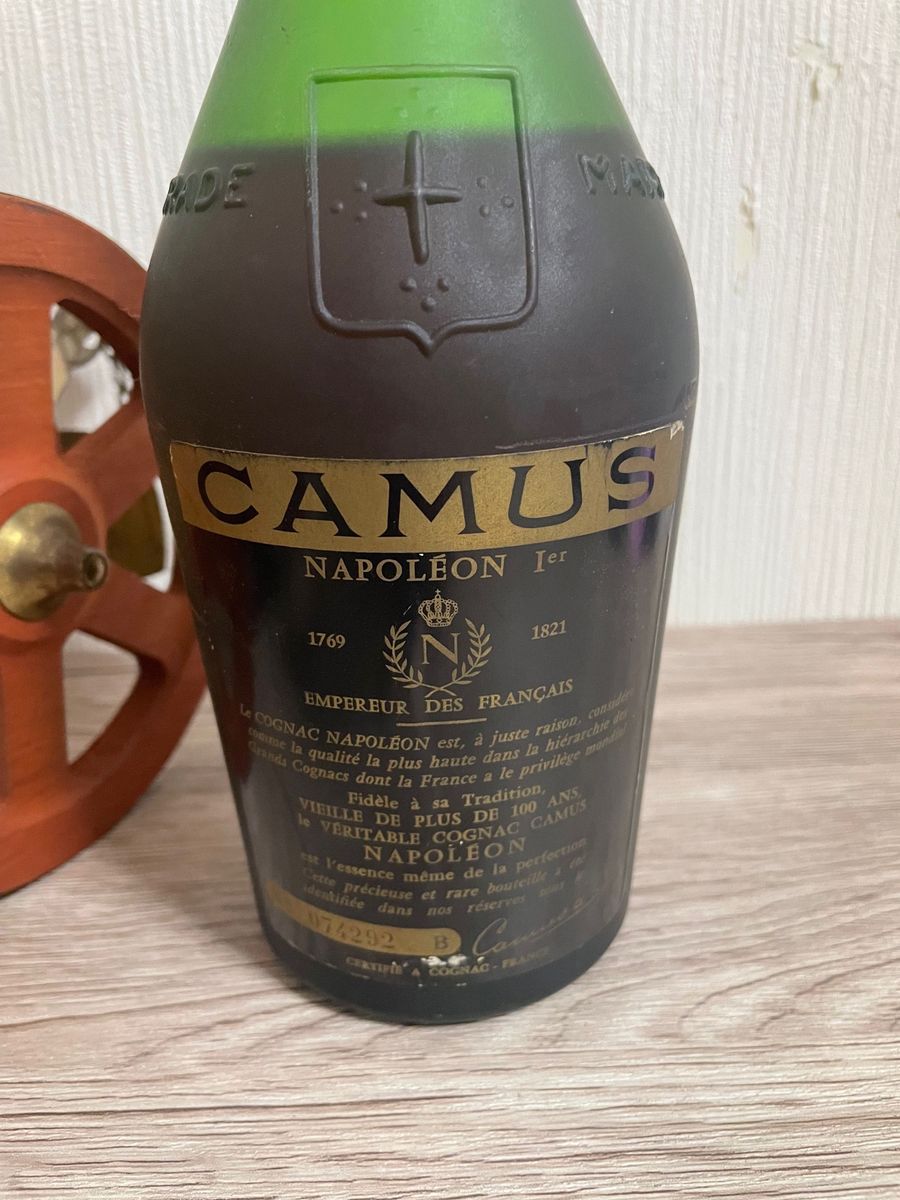 MAR
CAMUS
NAPOLÉON Ier
1769 N 1821
EMPEREUR DES FRANÇAIS
Le COGNAC NAPOLÉON est, à juste raison, considéré
comme la qualité la plus haute dans la hiérarchie des
Grands Cognacs dont la France a le privilège mondial
Fidèle à sa Tradition,
VIEILLE DE PLUS DE 100 ANS,
le VÉRITABLE COGNAC CAMUS
NAPOLÉON
est l'essence même de la perfection
Cette précieuse et rare bouteille a été
identifiée dans nos réserves sous le
074292 B Camus
CERTIFIÉ A COGNAC - FRANCE